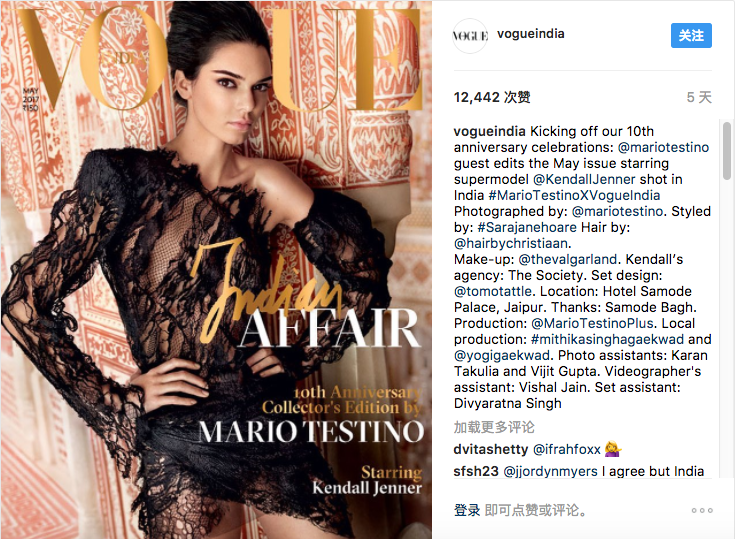 VOGUE
INDIA
MAY
2017
₹150
Indian
AFFAIR
10th Anniversary
Collector's Edition by
MARIO TESTINO
Starring
Kendall Jenner
VOGUE
vogueindia
关注
12,442 次赞
5 天
vogueindia Kicking off our 10th
anniversary celebrations: @mariotestino
guest edits the May issue starring
supermodel @KendallJenner shot in
India #MarioTestinoXVogueIndia
Photographed by: @mariotestino. Styled
by: #Sarajanehoare Hair by:
@hairbychristiaan.
Make-up: @thevalgarland. Kendall’s
agency: The Society. Set design:
@tomotattle. Location: Hotel Samode
Palace, Jaipur. Thanks: Samode Bagh.
Production: @MarioTestinoPlus. Local
production: #mithikasinghagaekwad and
@yogigaekwad. Photo assistants: Karan
Takulia and Vijit Gupta. Videographer's
assistant: Vishal Jain. Set assistant:
Divyaratna Singh
加载更多评论
dvitashetty @ifrahfoxx 💁
sfsh23 @jjordynmyers I agree but India
登录 即可点赞或评论。